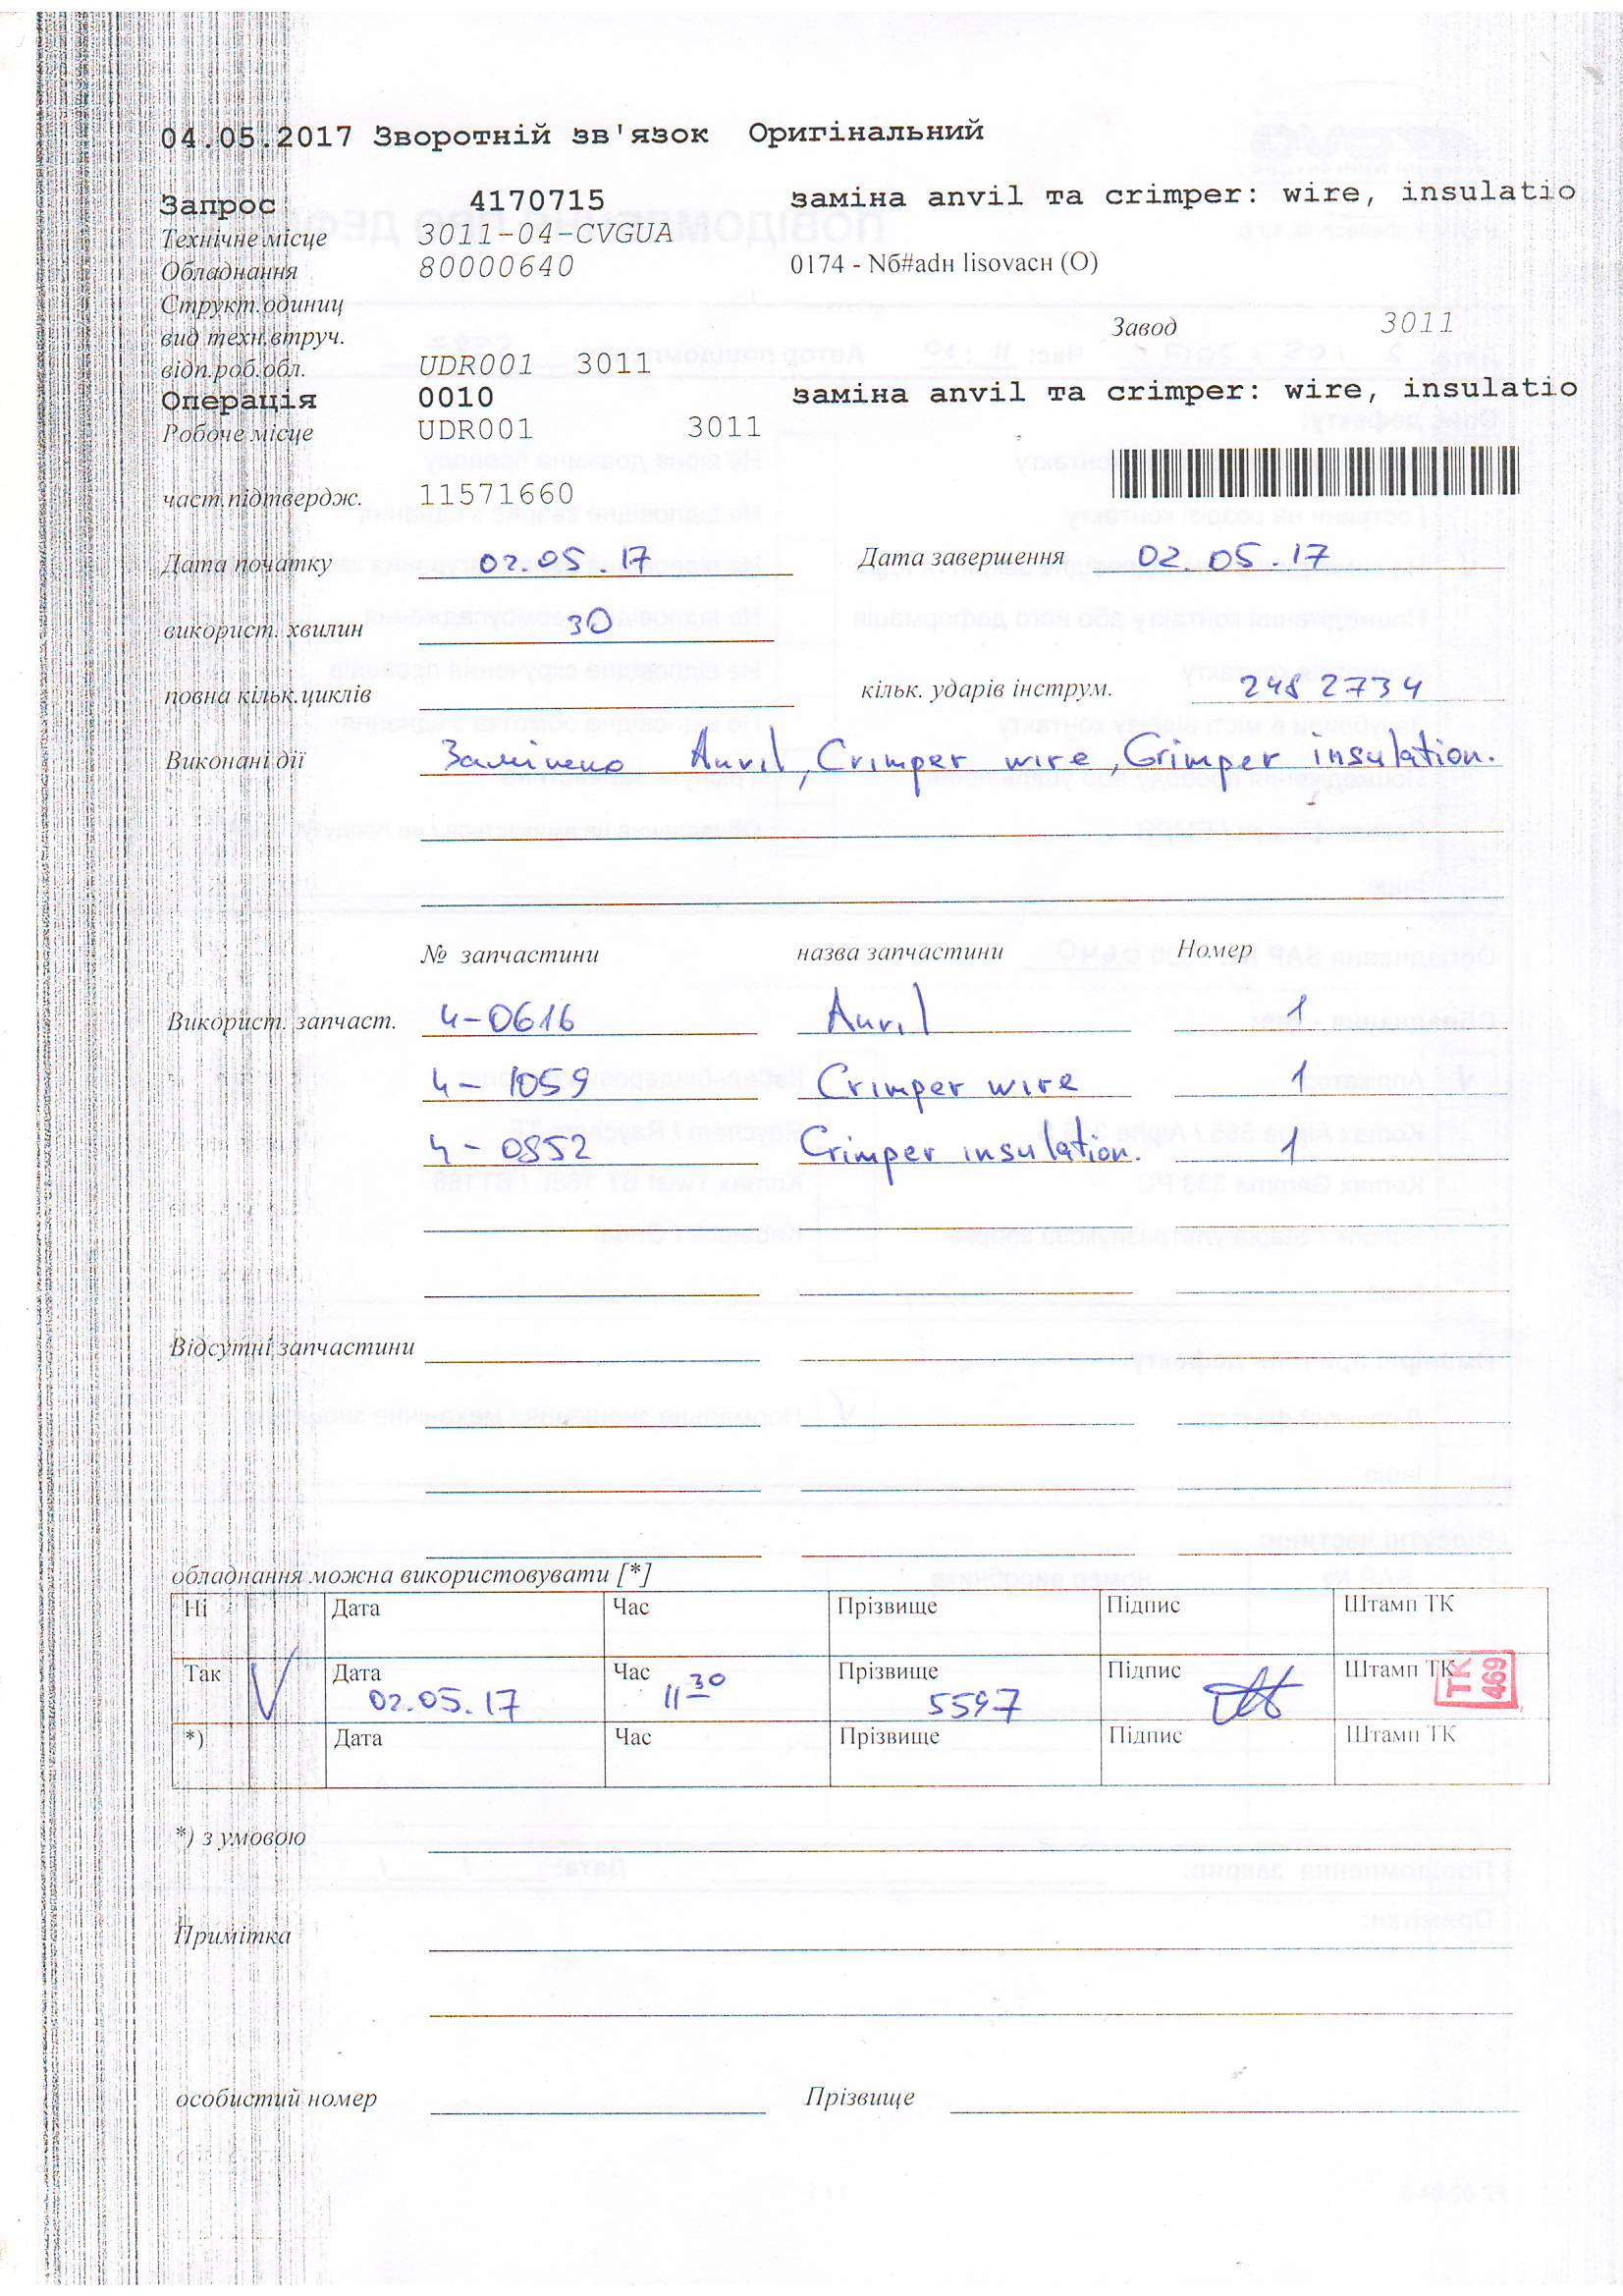 04.05.2017 Зворотній зв'язок Оригінальний
Запрос 4170715 заміна anvil та crimper: wire, insulatio
Технічне місце 3011-04-CVGUA
Обладнання 80000640 0174 - Nб#adн lisovacн (O)
Структ.одиниц
вид техн.втруч. Завод 3011
відп.роб.обл. UDR001 3011
Операція 0010 заміна anvil та crimper: wire, insulatio
Робоче місце UDR001 3011
част.підтвердж. 11571660
Дата початку 02.05.17 Дата завершення 02.05.17
використ. хвилин 30
повна кільк.циклів кільк. ударів інструм. 2482734
Виконані дії Замінено Anvil, Crimper wire, Crimper insulation.
№ запчастини назва запчастини Номер
Використ. запчаст. 4-0616 Anvil 1
4-1059 Crimper wire 1
4-0852 Crimper insulation. 1
Відсутні запчастини
обладнання можна використовувати [*]
Ні Дата Час Прізвище Підпис Штамп ТК
Так V Дата 02.05.17 Час 11 30 Прізвище 5597 Підпис Штамп ТК ТК 469
*) Дата Час Прізвище Підпис Штамп ТК
*) з умовою
Примітка
особистий номер Прізвище